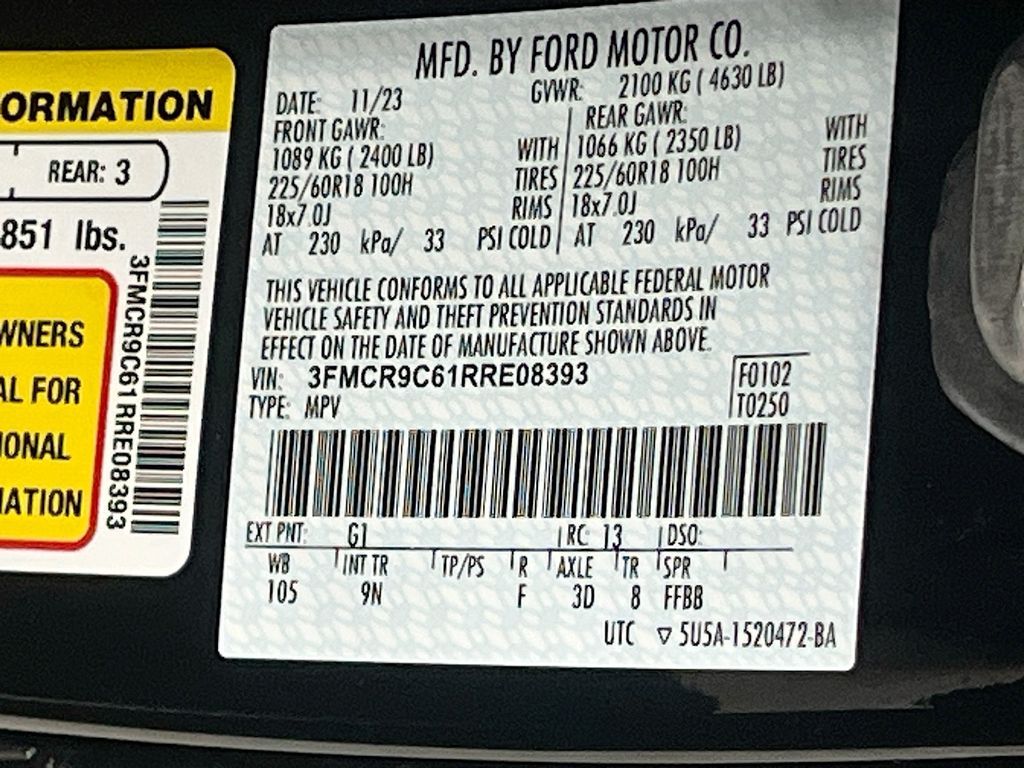 ORMATION
REAR: 3
851 lbs.
3FMCR9C61RRE08393
WNERS
AL FOR
IONAL
MATION
MFD. BY FORD MOTOR CO.
DATE: 11/23 GVWR: 2100 KG ( 4630 LB)
FRONT GAWR: REAR GAWR:
1089 KG ( 2400 LB) WITH 1066 KG ( 2350 LB) WITH
225/60R18 100H TIRES 225/60R18 100H TIRES
18x7.0J RIMS 18x7.0J RIMS
AT 230 kPa/ 33 PSI COLD AT 230 kPa/ 33 PSI COLD
THIS VEHICLE CONFORMS TO ALL APPLICABLE FEDERAL MOTOR
VEHICLE SAFETY AND THEFT PREVENTION STANDARDS IN
EFFECT ON THE DATE OF MANUFACTURE SHOWN ABOVE.
VIN: 3FMCR9C61RRE08393 F0102
TYPE: MPV T0250
EXT PNT: G1 RC: 13 DSO:
WB INT TR TP/PS R AXLE TR SPR
105 9N F 3D 8 FFBB
UTC ▽ 5U5A-1520472-BA